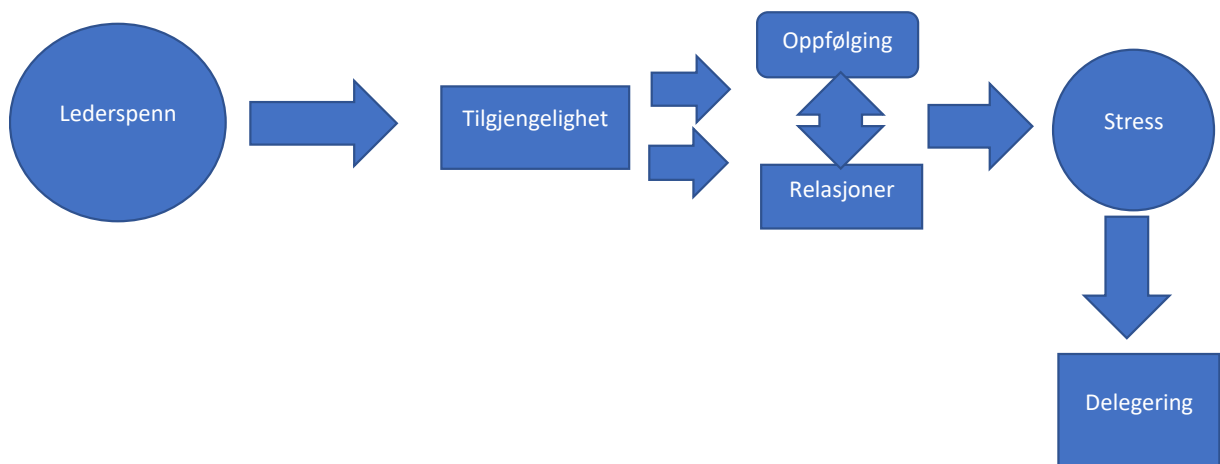 Lederspenn
Tilgjengelighet
Oppfølging
Relasjoner
Stress
Delegering